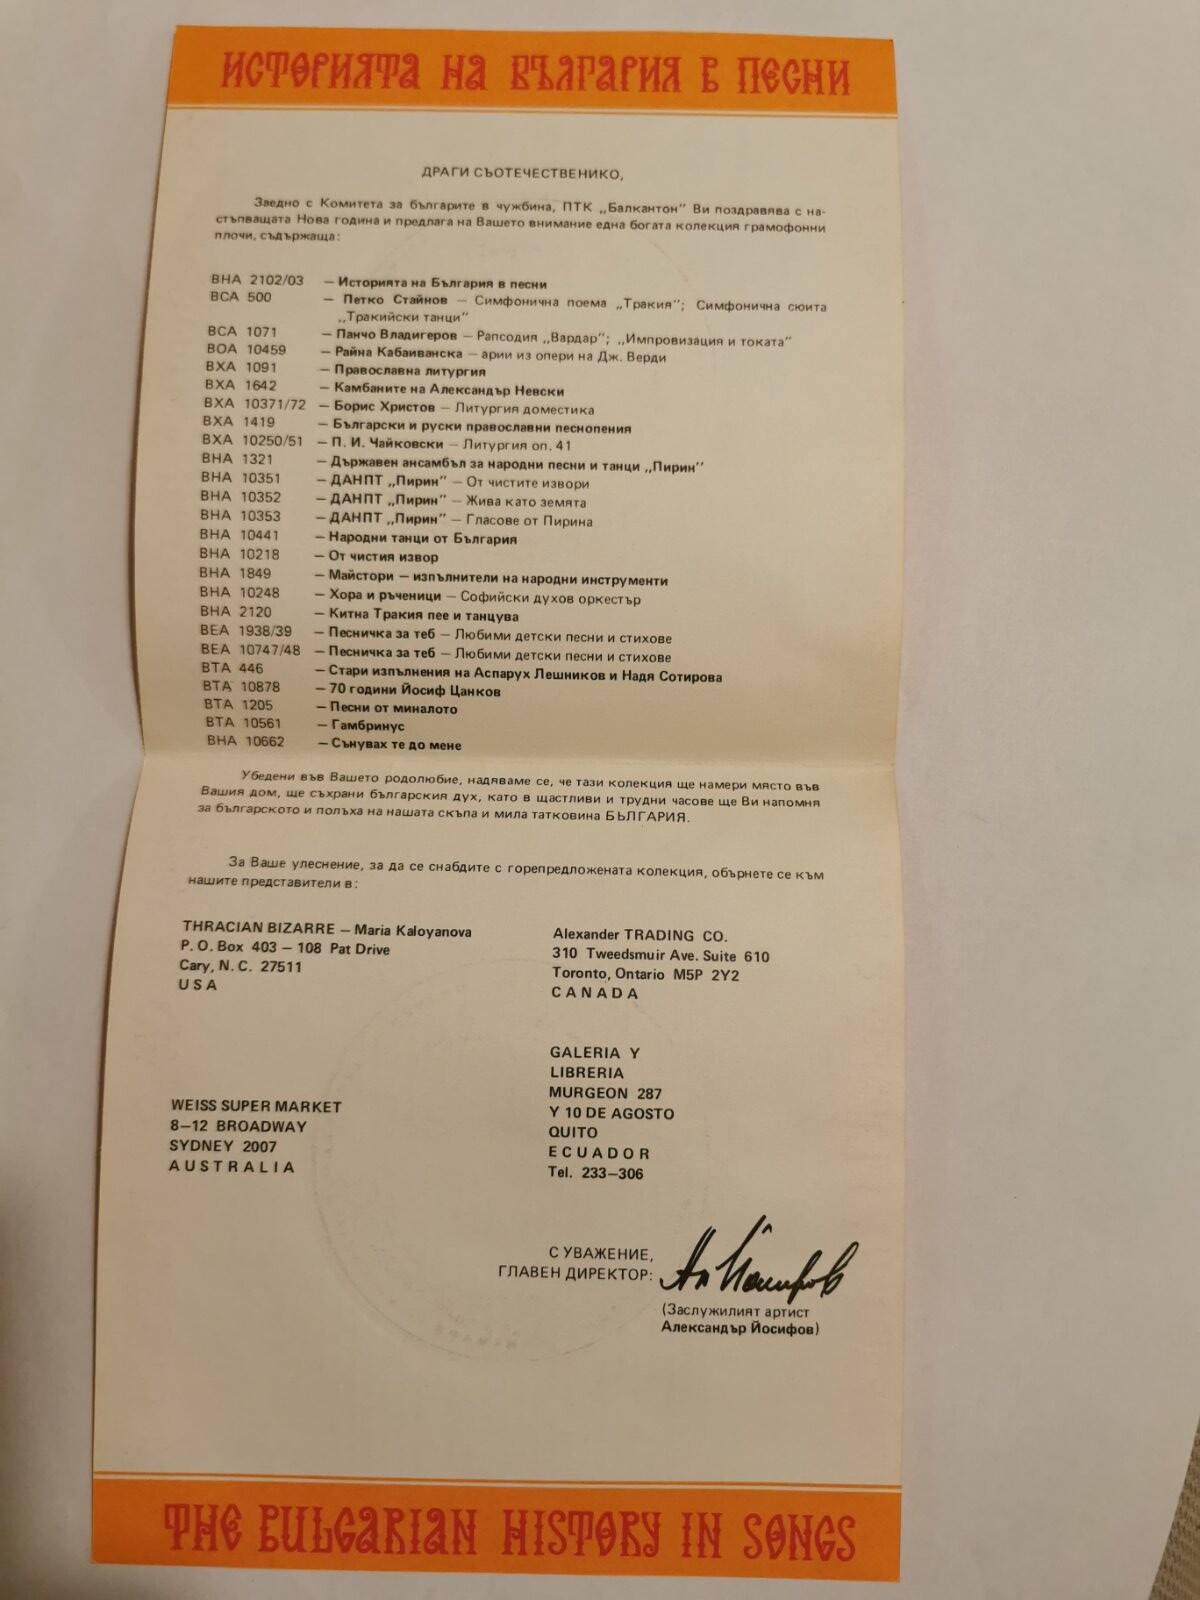 ИСТОРИЯТА НА БЪЛГАРИЯ В ПЕСНИ
ДРАГИ СЪОТЕЧЕСТВЕНИКО,
Заедно с Комитета за българите в чужбина, ПТК „Балкантон" Ви поздравява с на-
стъпващата Нова година и предлага на Вашето внимание една богата колекция грамофонни
плочи, съдържаща:
ВНА 2102/03 – Историята на България в песни
ВСА 500 – Петко Стайнов – Симфонична поема „Тракия"; Симфонична сюита
„Тракийски танци"
ВСА 1071 – Панчо Владигеров – Рапсодия „Вардар"; „Импровизация и токата"
ВОА 10459 – Райна Кабаиванска – арии из опери на Дж. Верди
ВХА 1091 – Православна литургия
ВХА 1642 – Камбаните на Александър Невски
ВХА 10371/72 – Борис Христов – Литургия доместика
ВХА 1419 – Български и руски православни песнопения
ВХА 10250/51 – П. И. Чайковски – Литургия оп. 41
ВНА 1321 – Държавен ансамбъл за народни песни и танци „Пирин"
ВНА 10351 – ДАНПТ „Пирин" – От чистите извори
ВНА 10352 – ДАНПТ „Пирин" – Жива като земята
ВНА 10353 – ДАНПТ „Пирин" – Гласове от Пирина
ВНА 10441 – Народни танци от България
ВНА 10218 – От чистия извор
ВНА 1849 – Майстори – изпълнители на народни инструменти
ВНА 10248 – Хора и ръченици – Софийски духов оркестър
ВНА 2120 – Китна Тракия пее и танцува
ВЕА 1938/39 – Песничка за теб – Любими детски песни и стихове
ВЕА 10747/48 – Песничка за теб – Любими детски песни и стихове
ВТА 446 – Стари изпълнения на Аспарух Лешников и Надя Сотирова
ВТА 10878 – 70 години Йосиф Цанков
ВТА 1205 – Песни от миналото
ВТА 10561 – Гамбринус
ВНА 10662 – Сънувах те до мене
Убедени във Вашето родолюбие, надяваме се, че тази колекция ще намери място във
Вашия дом, ще съхрани българския дух, като в щастливи и трудни часове ще Ви напомня
за българското и полъха на нашата скъпа и мила татковина БЪЛГАРИЯ.
За Ваше улеснение, за да се снабдите с горепредложената колекция, обърнете се към
нашите представители в:
THRACIAN BIZARRE – Maria Kaloyanova
P. O. Box 403 – 108 Pat Drive
Cary, N. C. 27511
USA
Alexander TRADING CO.
310 Tweedsmuir Ave. Suite 610
Toronto, Ontario M5P 2Y2
CANADA
WEISS SUPER MARKET
8–12 BROADWAY
SYDNEY 2007
AUSTRALIA
GALERIA Y
LIBRERIA
MURGEON 287
Y 10 DE AGOSTO
QUITO
ECUADOR
Tel. 233–306
С УВАЖЕНИЕ,
ГЛАВЕН ДИРЕКТОР: Ал Йосифов
(Заслужилият артист
Александър Йосифов)
THE BULGARIAN HISTORY IN SONGS